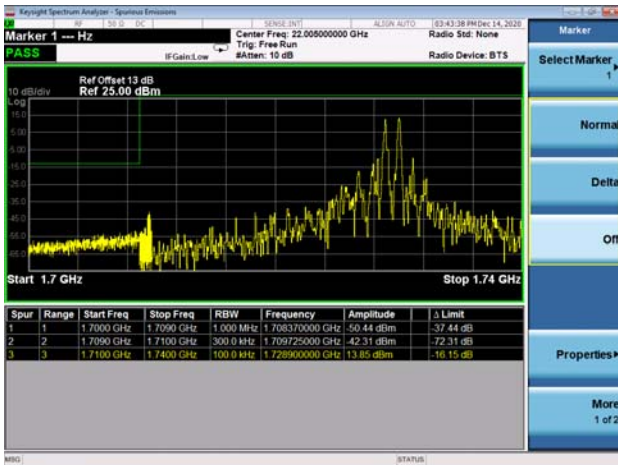 Keysight Spectrum Analyzer - Spurious Emissions
RF 50 Ω DC SENSE:INT ALIGN AUTO 03:43:38 PM Dec 14, 2020
Marker 1 --- Hz
Center Freq: 22.005000000 GHz
Radio Std: None
Trig: Free Run
PASS
IFGain:Low
#Atten: 10 dB
Radio Device: BTS
Ref Offset 13 dB
10 dB/div Ref 25.00 dBm
Log
15.0
5.00
-5.00
-15.0
-25.0
-35.0
-45.0
-55.0
-65.0
Start 1.7 GHz
Stop 1.74 GHz
Spur Range Start Freq Stop Freq RBW Frequency Amplitude Δ Limit
1 1 1.7000 GHz 1.7090 GHz 1.000 MHz 1.708370000 GHz -50.44 dBm -37.44 dB
2 2 1.7090 GHz 1.7100 GHz 300.0 kHz 1.709725000 GHz -42.31 dBm -72.31 dB
3 3 1.7100 GHz 1.7400 GHz 100.0 kHz 1.728900000 GHz 13.85 dBm -16.15 dB
MSG
STATUS
Marker
Select Marker
1
Normal
Delta
Off
Properties
More
1 of 2